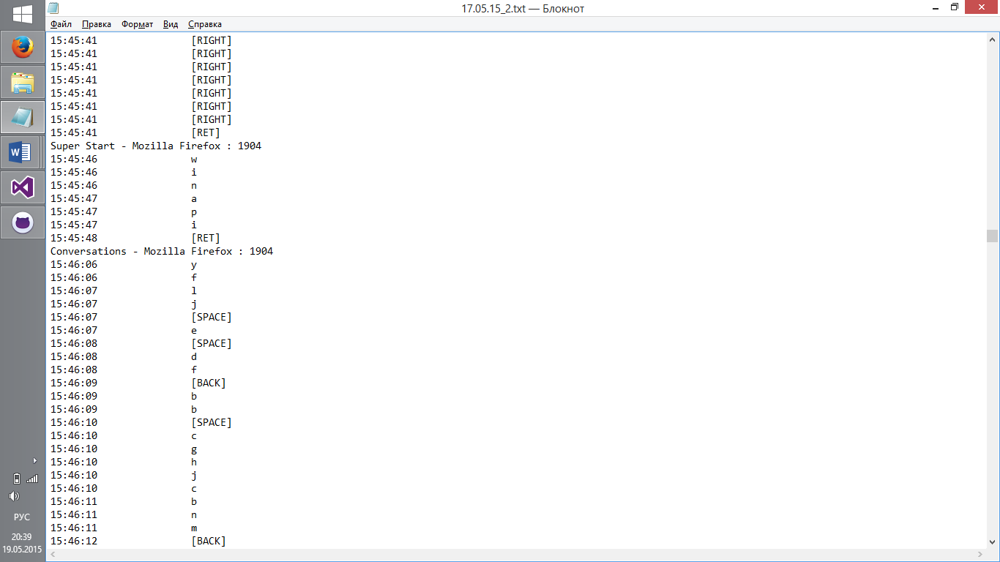 17.05.15_2.txt — Блокнот
Файл Правка Формат Вид Справка
15:45:41 [RIGHT]
15:45:41 [RIGHT]
15:45:41 [RIGHT]
15:45:41 [RIGHT]
15:45:41 [RIGHT]
15:45:41 [RIGHT]
15:45:41 [RIGHT]
15:45:41 [RET]
Super Start - Mozilla Firefox : 1904
15:45:46 w
15:45:46 i
15:45:46 n
15:45:47 a
15:45:47 p
15:45:47 i
15:45:48 [RET]
Conversations - Mozilla Firefox : 1904
15:46:06 y
15:46:06 f
15:46:07 l
15:46:07 j
15:46:07 [SPACE]
15:46:07 e
15:46:08 [SPACE]
15:46:08 d
15:46:08 f
15:46:09 [BACK]
15:46:09 b
15:46:09 b
15:46:10 [SPACE]
15:46:10 c
15:46:10 g
15:46:10 h
15:46:10 j
15:46:10 c
15:46:11 b
15:46:11 n
15:46:11 m
15:46:12 [BACK]
РУС
20:39
19.05.2015